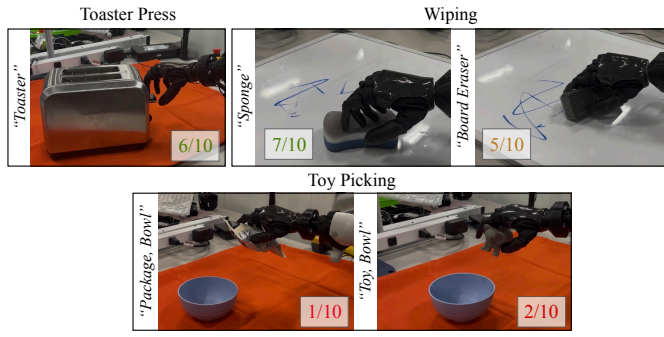 Toaster Press
Wiping
“Toaster”
6/10
“Sponge”
7/10
“Board Eraser”
5/10
Toy Picking
“Package, Bowl”
1/10
“Toy, Bowl”
2/10